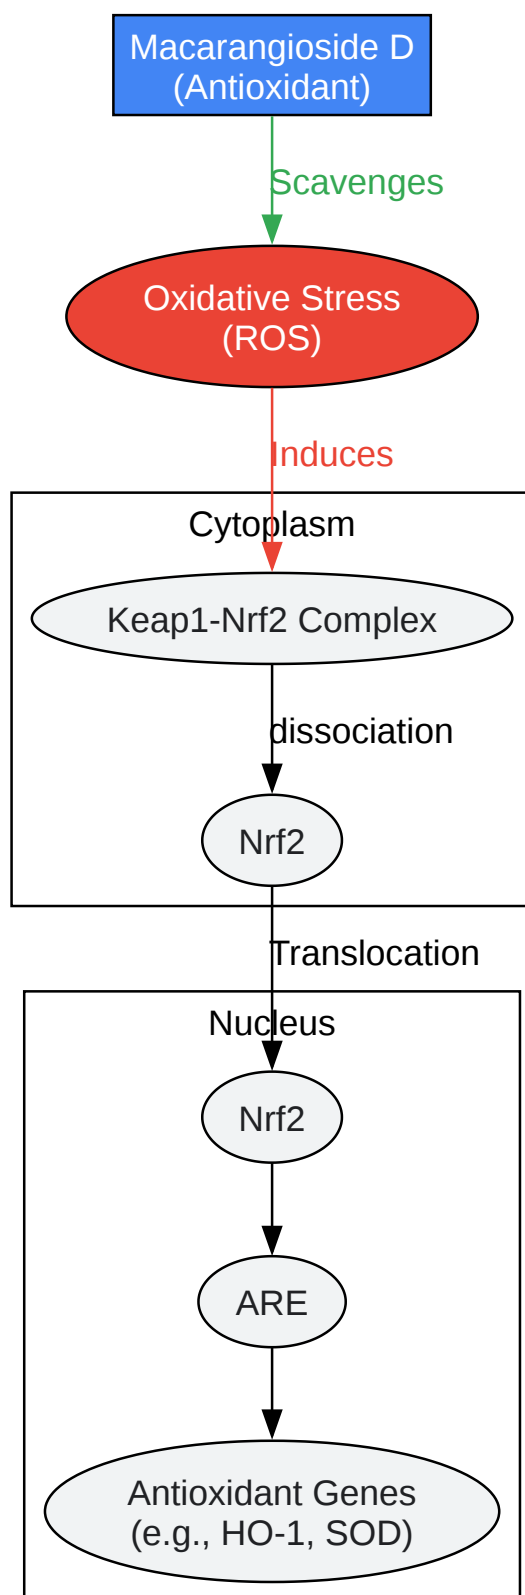 Macarangioside D
(Antioxidant)
Scavenges
Oxidative Stress
(ROS)
Induces
Cytoplasm
Keap1-Nrf2 Complex
dissociation
Nrf2
Translocation
Nucleus
Nrf2
ARE
Antioxidant Genes
(e.g., HO-1, SOD)